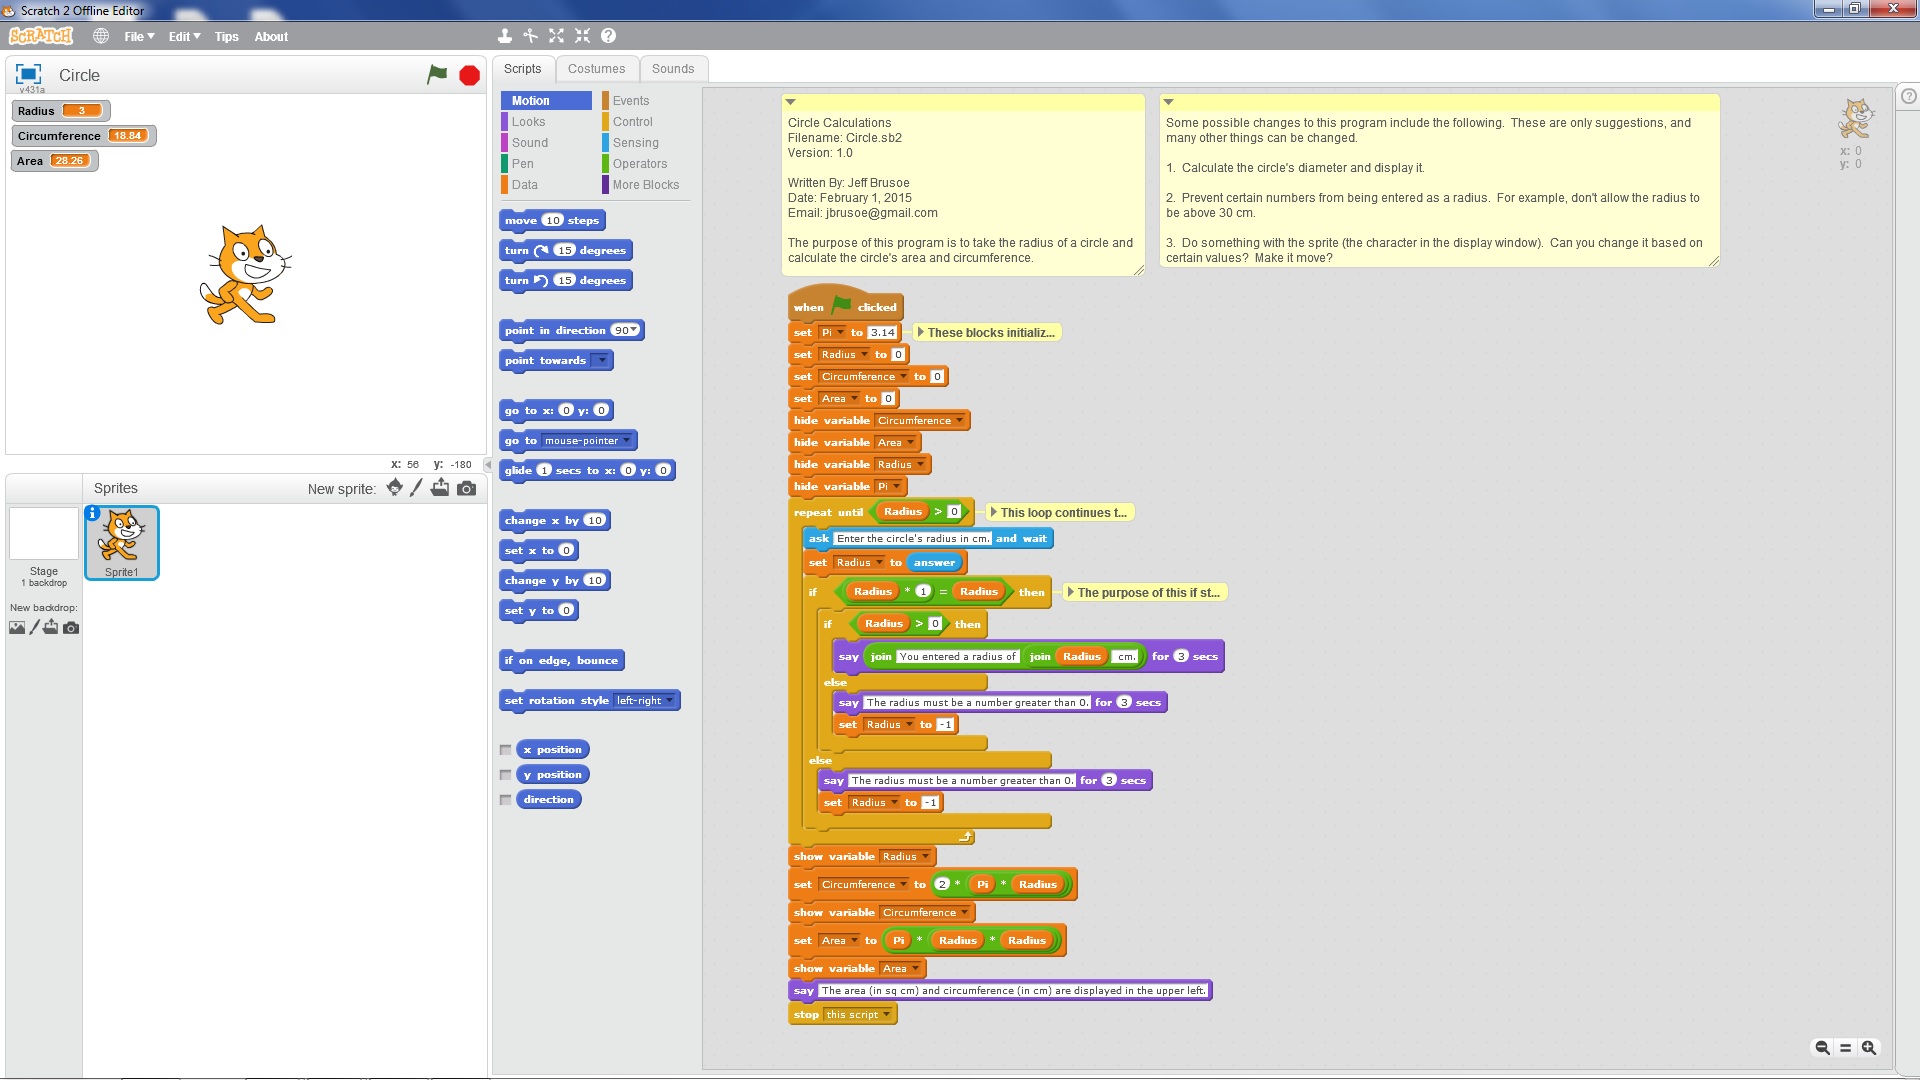 Scratch 2 Offline Editor
SCRATCH
File
Edit
Tips
About
v431a
Circle
Radius 3
Circumference 18.84
Area 28.26
x: 56 y: -180
Sprites
New sprite:
Stage
1 backdrop
New backdrop:
Sprite1
Scripts
Costumes
Sounds
Motion
Looks
Sound
Pen
Data
Events
Control
Sensing
Operators
More Blocks
move 10 steps
turn 15 degrees
turn 15 degrees
point in direction 90
point towards
go to x: 0 y: 0
go to mouse-pointer
glide 1 secs to x: 0 y: 0
change x by 10
set x to 0
change y by 10
set y to 0
if on edge, bounce
set rotation style left-right
x position
y position
direction
Circle Calculations
Filename: Circle.sb2
Version: 1.0
Written By: Jeff Brusoe
Date: February 1, 2015
Email: jbrusoe@gmail.com
The purpose of this program is to take the radius of a circle and
calculate the circle's area and circumference.
Some possible changes to this program include the following. These are only suggestions, and
many other things can be changed.
1. Calculate the circle's diameter and display it.
2. Prevent certain numbers from being entered as a radius. For example, don't allow the radius to
be above 30 cm.
3. Do something with the sprite (the character in the display window). Can you change it based on
certain values? Make it move?
x: 0
y: 0
when clicked
set Pi to 3.14
These blocks initializ...
set Radius to 0
set Circumference to 0
set Area to 0
hide variable Circumference
hide variable Area
hide variable Radius
hide variable Pi
repeat until Radius > 0
This loop continues t...
ask Enter the circle's radius in cm. and wait
set Radius to answer
if Radius * 1 = Radius then
The purpose of this if st...
if Radius > 0 then
say join You entered a radius of join Radius cm. for 3 secs
else
say The radius must be a number greater than 0. for 3 secs
set Radius to -1
else
say The radius must be a number greater than 0. for 3 secs
set Radius to -1
show variable Radius
set Circumference to 2 * Pi * Radius
show variable Circumference
set Area to Pi * Radius * Radius
show variable Area
say The area (in sq cm) and circumference (in cm) are displayed in the upper left.
stop this script